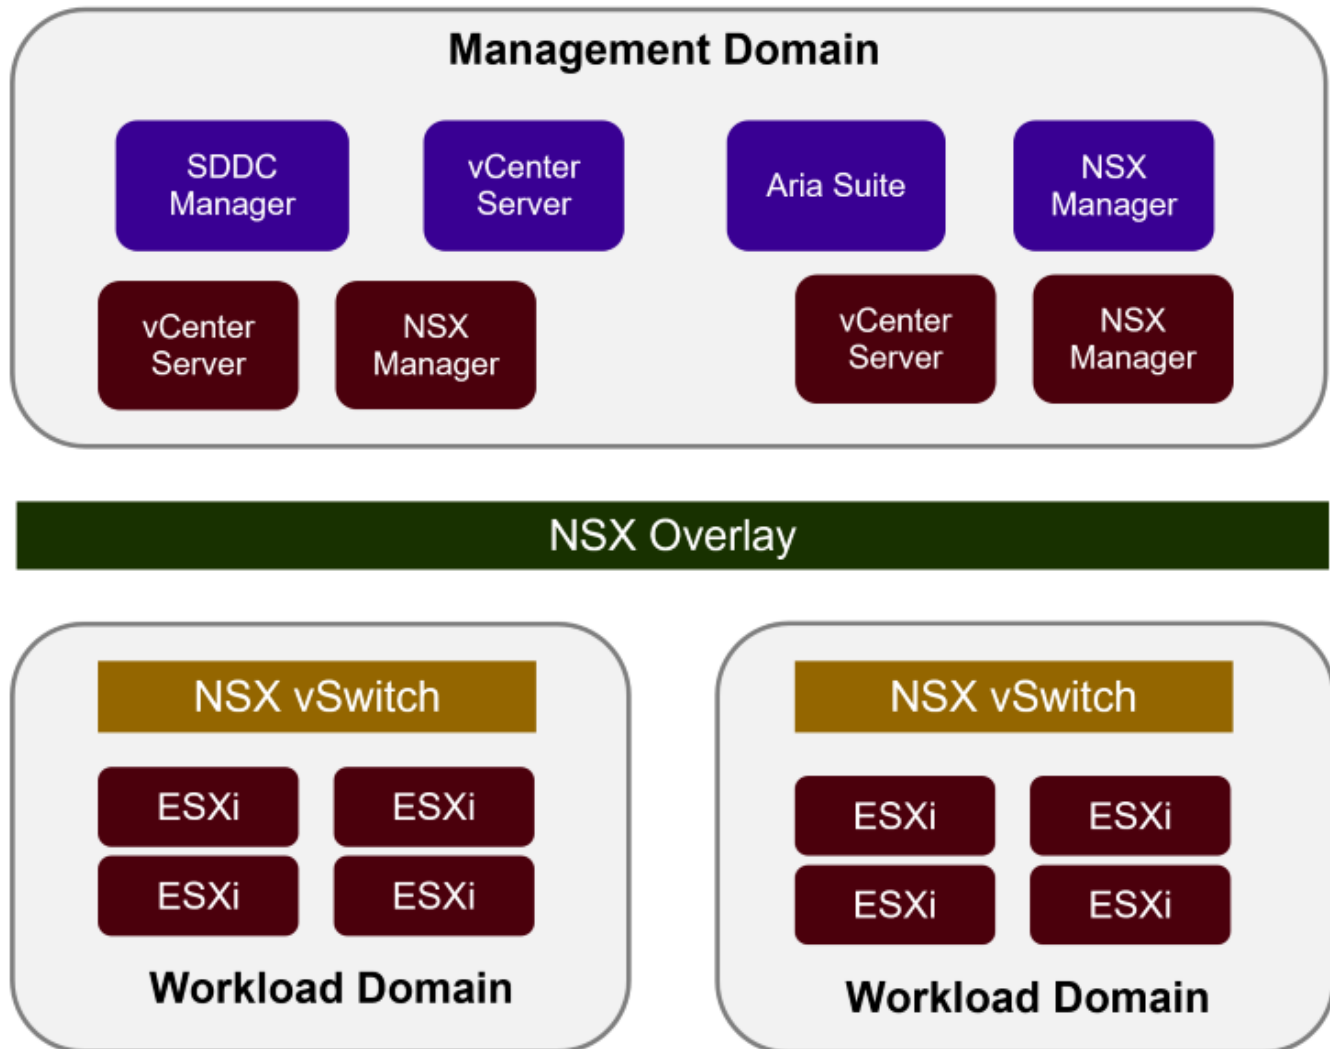 Management Domain
SDDC
Manager
vCenter
Server
Aria Suite
NSX
Manager
vCenter
Server
NSX
Manager
vCenter
Server
NSX
Manager
NSX Overlay
NSX vSwitch
ESXi
ESXi
ESXi
ESXi
Workload Domain
NSX vSwitch
ESXi
ESXi
ESXi
ESXi
Workload Domain